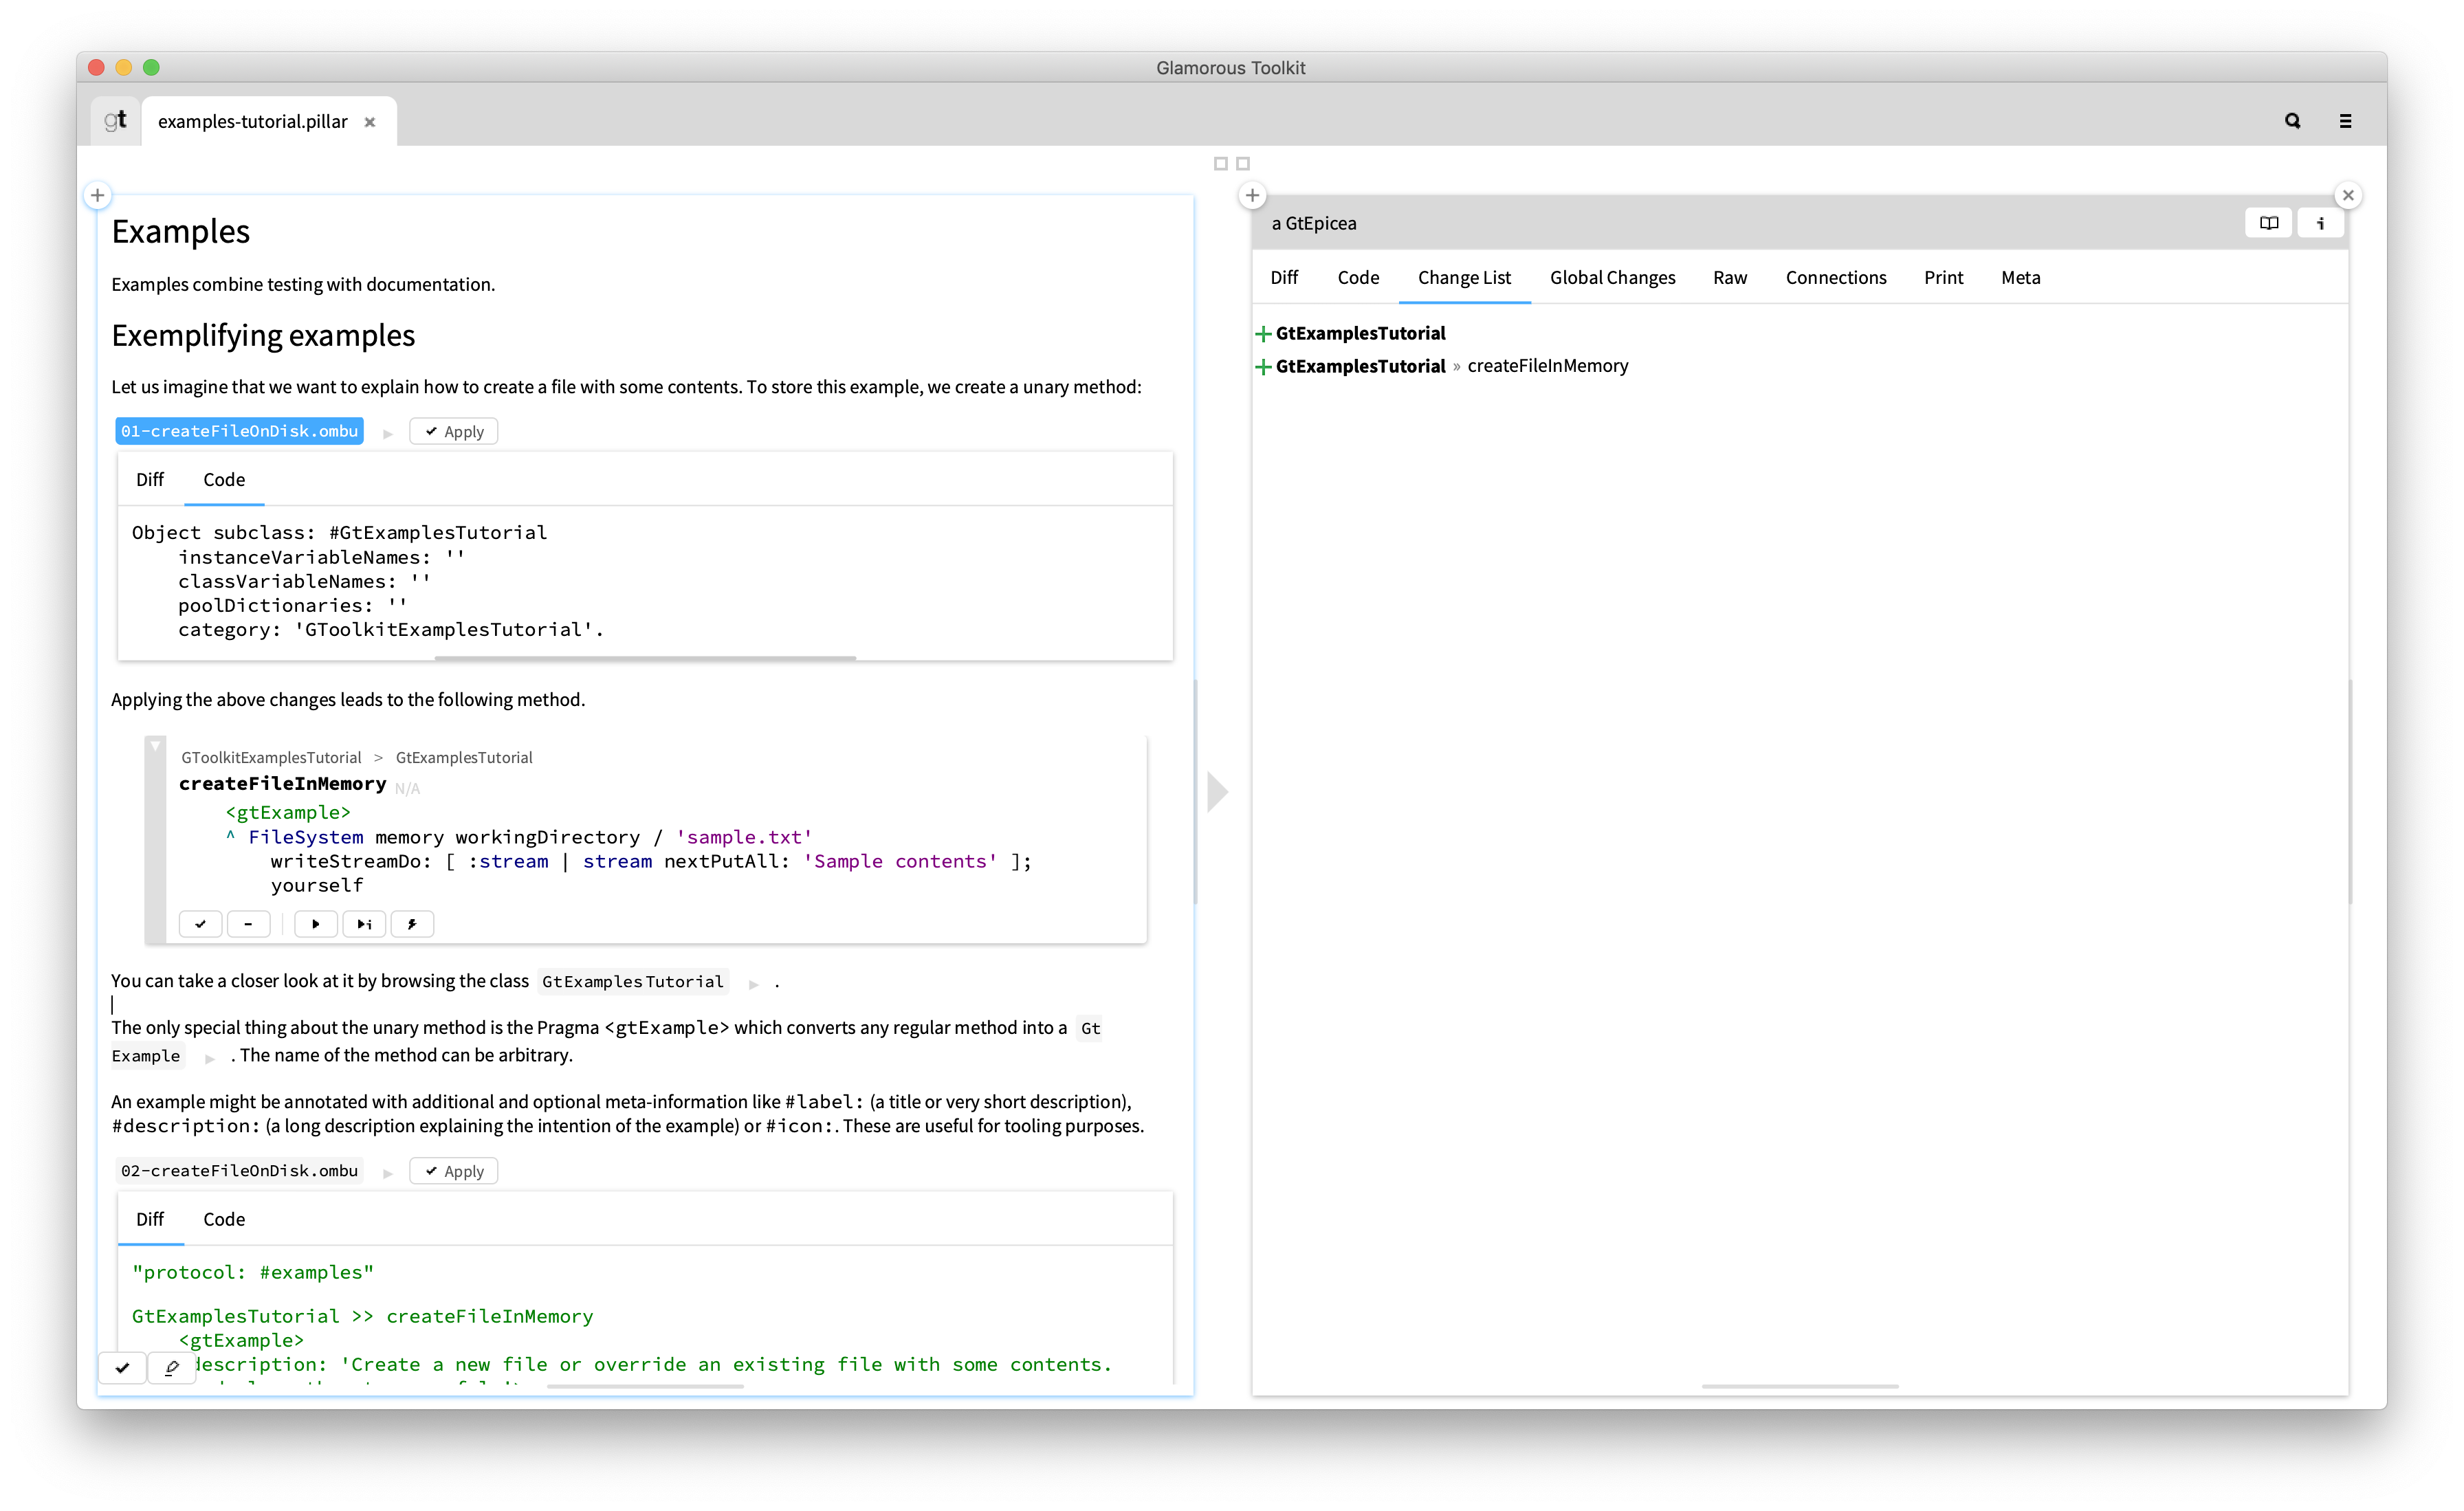 Glamorous Toolkit
gt
examples-tutorial.pillar
Examples
Examples combine testing with documentation.
Exemplifying examples
Let us imagine that we want to explain how to create a file with some contents. To store this example, we create a unary method:
01-createFileOnDisk.ombu Apply
Diff Code
Object subclass: #GtExamplesTutorial
instanceVariableNames: ''
classVariableNames: ''
poolDictionaries: ''
category: 'GToolkitExamplesTutorial'.
Applying the above changes leads to the following method.
GToolkitExamplesTutorial > GtExamplesTutorial
createFileInMemory N/A
<gtExample>
^ FileSystem memory workingDirectory / 'sample.txt'
writeStreamDo: [ :stream | stream nextPutAll: 'Sample contents' ];
yourself
i
You can take a closer look at it by browsing the class GtExamplesTutorial .
The only special thing about the unary method is the Pragma <gtExample> which converts any regular method into a Gt
Example . The name of the method can be arbitrary.
An example might be annotated with additional and optional meta-information like #label: (a title or very short description),
#description: (a long description explaining the intention of the example) or #icon:. These are useful for tooling purposes.
02-createFileOnDisk.ombu Apply
Diff Code
"protocol: #examples"
GtExamplesTutorial >> createFileInMemory
<gtExample>
description: 'Create a new file or override an existing file with some contents.
a GtEpicea
i
Diff Code Change List Global Changes Raw Connections Print Meta
GtExamplesTutorial
GtExamplesTutorial » createFileInMemory